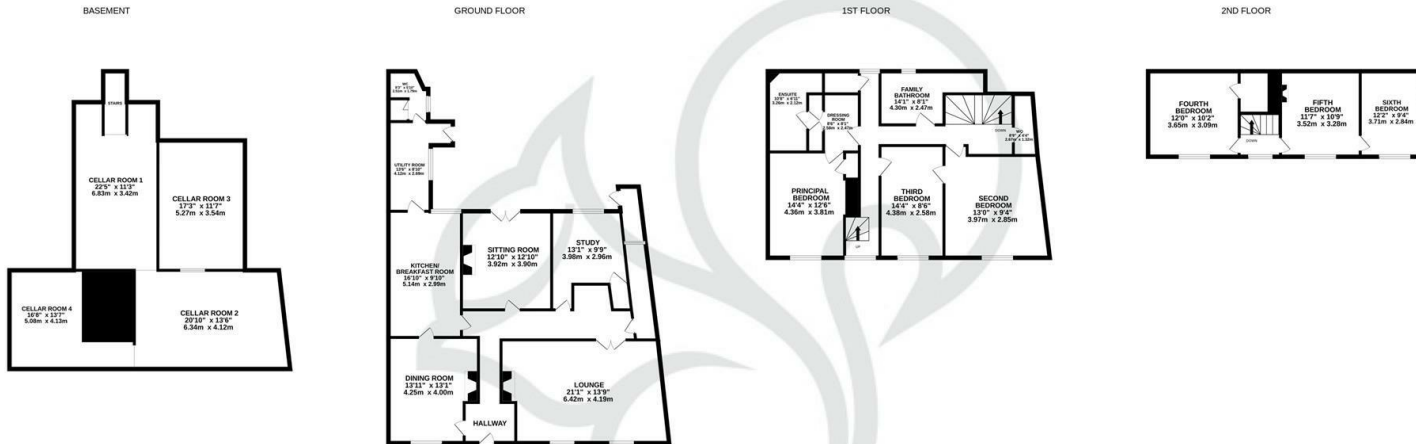 BASEMENT
STAIRS
CELLAR ROOM 1
22'5" x 11'3"
6.83m x 3.42m
CELLAR ROOM 3
17'3" x 11'7"
5.27m x 3.54m
CELLAR ROOM 4
16'8" x 13'7"
5.08m x 4.13m
CELLAR ROOM 2
20'10" x 13'6"
6.34m x 4.12m
GROUND FLOOR
WC
UTILITY ROOM
13'6" x 8'10"
4.12m x 2.69m
KITCHEN/
BREAKFAST ROOM
16'10" x 9'10"
5.14m x 2.99m
SITTING ROOM
12'10" x 12'10"
3.92m x 3.90m
STUDY
13'1" x 9'9"
3.98m x 2.96m
DINING ROOM
13'11" x 13'1"
4.25m x 4.00m
HALLWAY
LOUNGE
21'1" x 13'9"
6.42m x 4.19m
1ST FLOOR
ENSUITE
FAMILY
BATHROOM
14'1" x 8'1"
4.30m x 2.47m
DRESSING
ROOM
DOWN
WC
PRINCIPAL
BEDROOM
14'4" x 12'6"
4.36m x 3.81m
UP
THIRD
BEDROOM
14'4" x 8'6"
4.38m x 2.58m
SECOND
BEDROOM
13'0" x 9'4"
3.97m x 2.85m
2ND FLOOR
FOURTH
BEDROOM
12'0" x 10'2"
3.65m x 3.09m
DOWN
FIFTH
BEDROOM
11'7" x 10'9"
3.52m x 3.28m
SIXTH
BEDROOM
12'2" x 9'4"
3.71m x 2.84m